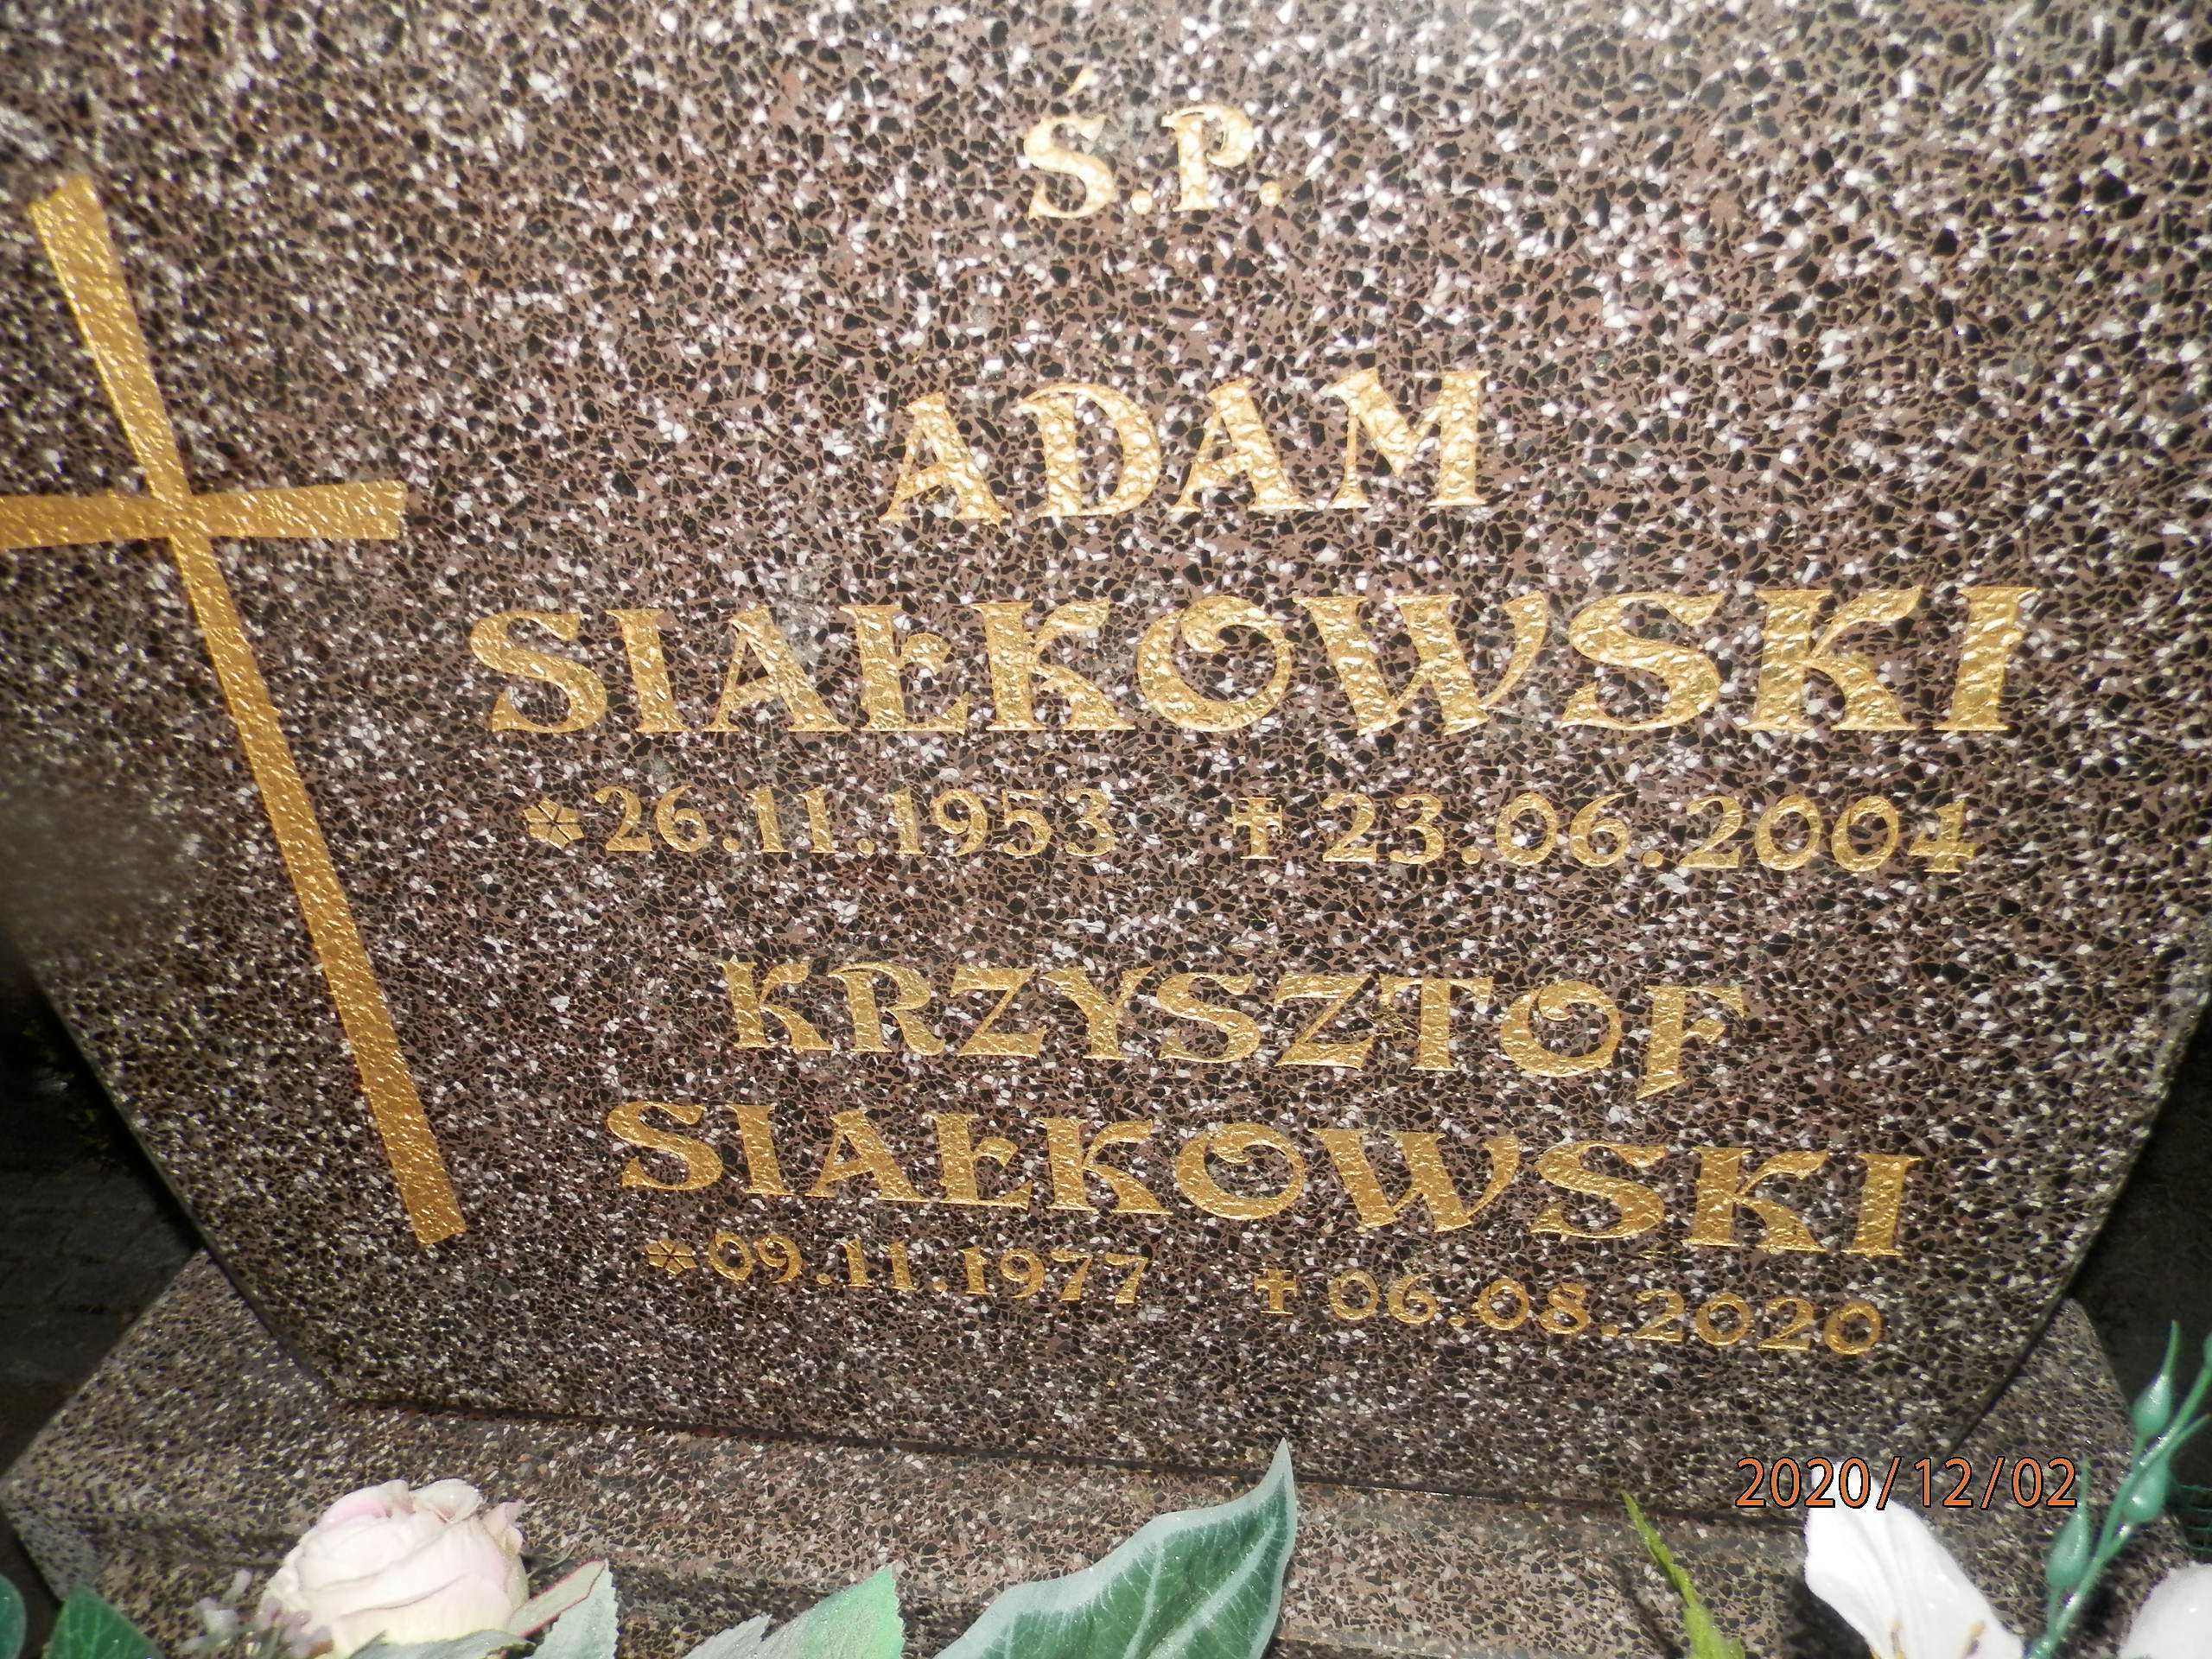 Ś.P.
ADAM
SIAŁKOWSKI
*26.11.1953 ✝23.06.2004
KRZYSZTOF
SIAŁKOWSKI
*09.11.1977 ✝06.08.2020
2020/12/02